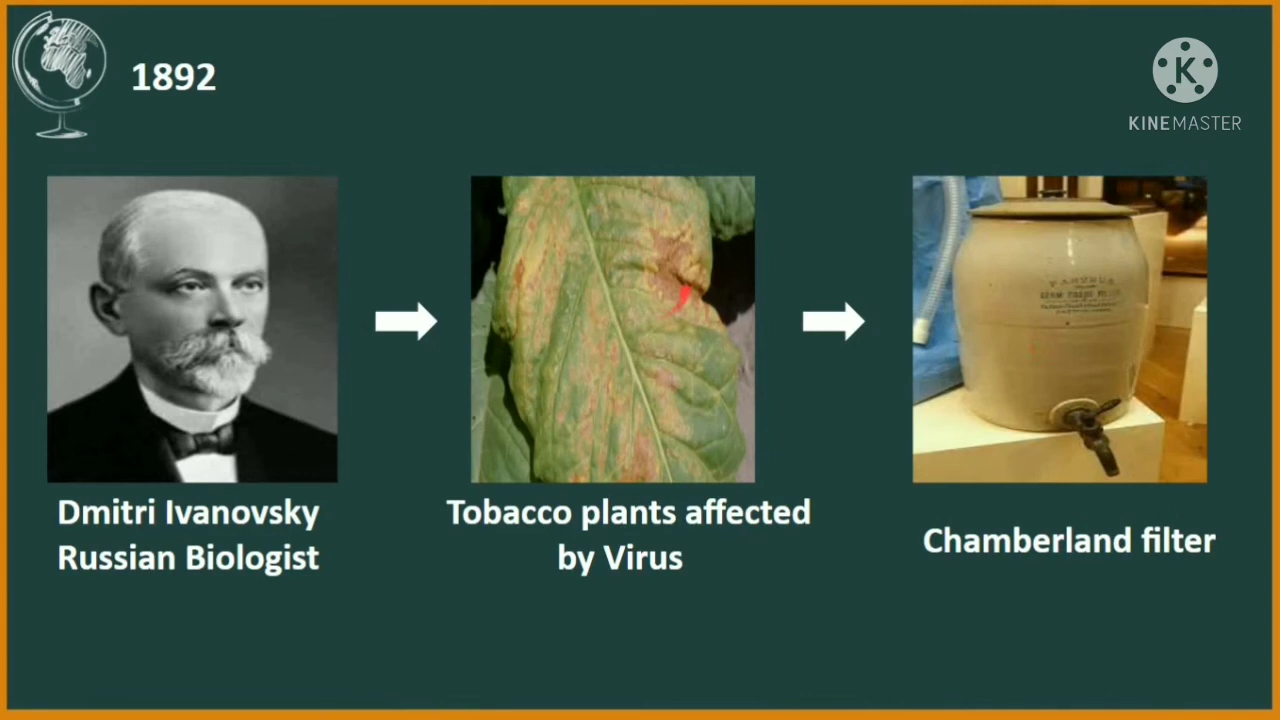 1892
K
KINEMASTER
Dmitri Ivanovsky
Russian Biologist
Tobacco plants affected
by Virus
Chamberland filter